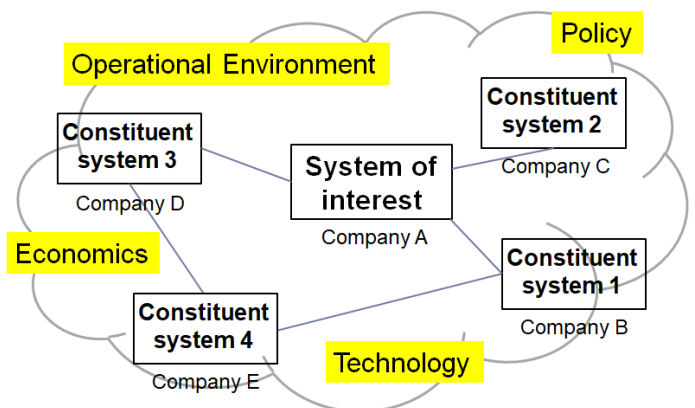 Policy
Operational Environment
Constituent
system 2
Company C
Constituent
system 3
Company D
System of
interest
Company A
Economics
Constituent
system 1
Company B
Constituent
system 4
Company E
Technology